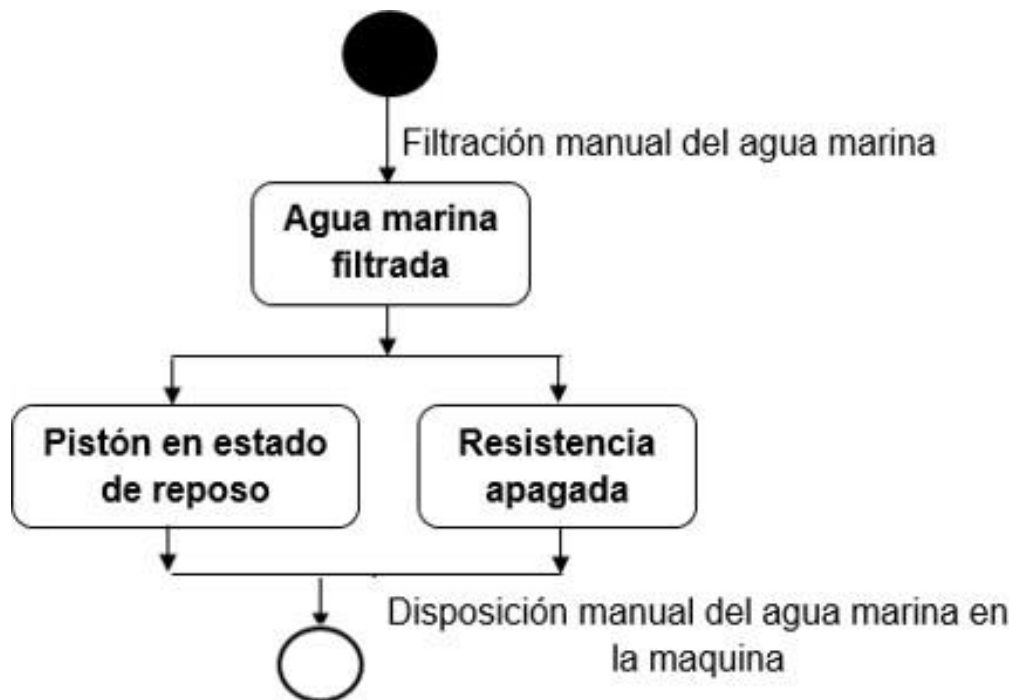 Filtración manual del agua marina
Agua marina
filtrada
Pistón en estado
de reposo
Resistencia
apagada
Disposición manual del agua marina en
la maquina